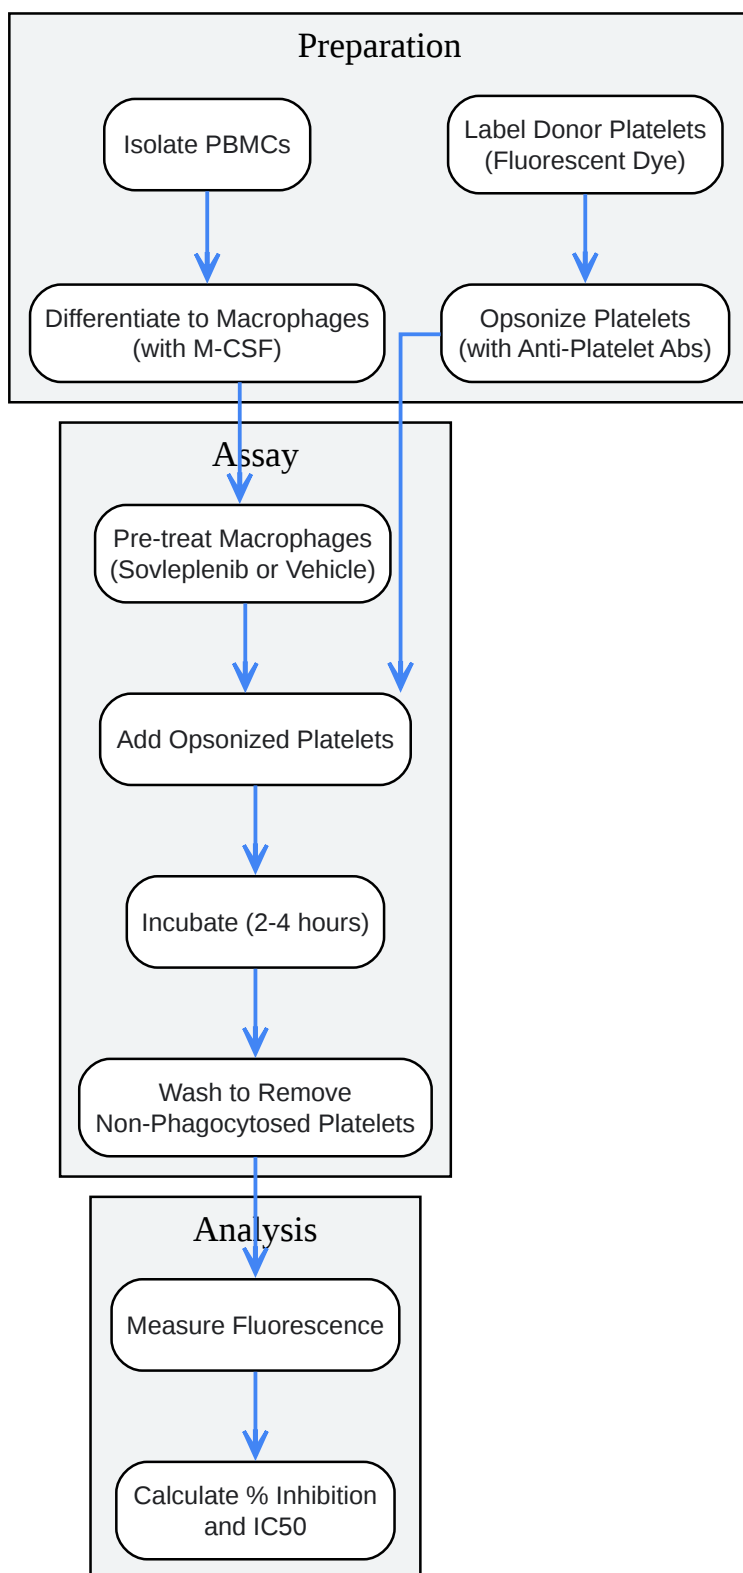 Preparation
Isolate PBMCs
Label Donor Platelets
(Fluorescent Dye)
Differentiate to Macrophages
(with M-CSF)
Opsonize Platelets
(with Anti-Platelet Abs)
Assay
Pre-treat Macrophages
(Sovleplenib or Vehicle)
Add Opsonized Platelets
Incubate (2-4 hours)
Wash to Remove
Non-Phagocytosed Platelets
Analysis
Measure Fluorescence
Calculate % Inhibition
and IC50